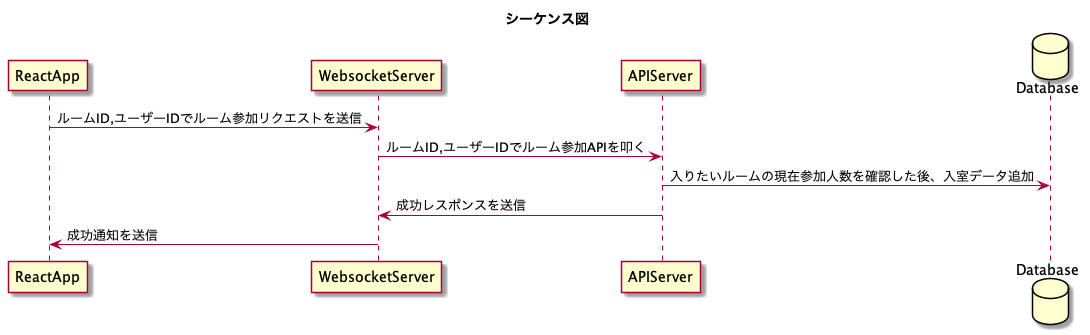 シーケンス図
ReactApp
WebsocketServer
APIServer
Database
ルームID,ユーザーIDでルーム参加リクエストを送信
ルームID,ユーザーIDでルーム参加APIを叩く
入りたいルームの現在参加人数を確認した後、入室データ追加
成功レスポンスを送信
成功通知を送信
ReactApp
WebsocketServer
APIServer
Database